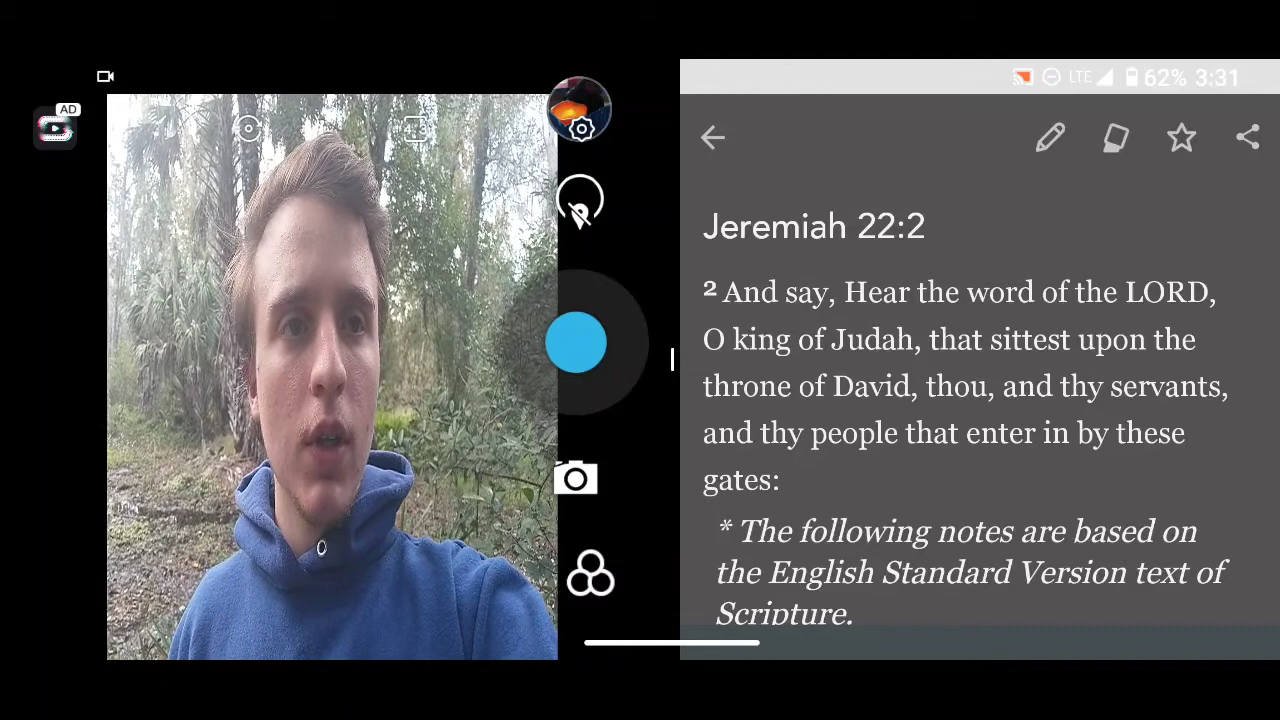 AD
4:3
LTE 62% 3:31
Jeremiah 22:2
2 And say, Hear the word of the LORD,
O king of Judah, that sittest upon the
throne of David, thou, and thy servants,
and thy people that enter in by these
gates:
* The following notes are based on
the English Standard Version text of
Scripture.